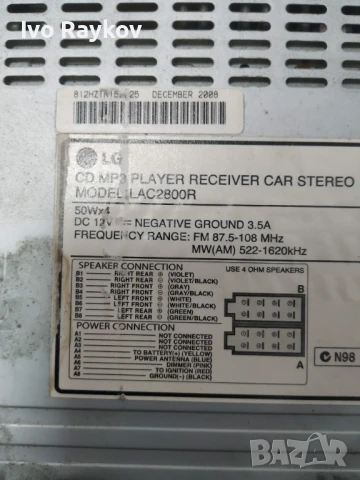 Ivo Raykov
812HZTR15 25 DECEMBER 2008
LG
CD MP3 PLAYER RECEIVER CAR STEREO
MODEL:LAC2800R
50Wx4
DC 12V NEGATIVE GROUND 3.5A
FREQUENCY RANGE: FM 87.5-108 MHz
MW(AM) 522-1620kHz
SPEAKER CONNECTION
USE 4 OHM SPEAKERS
B1 RIGHT REAR ⊕ (VIOLET)
B2 RIGHT REAR ⊖ (VIOLET/BLACK)
B3 RIGHT FRONT ⊕ (GRAY)
B4 RIGHT FRONT ⊖ (GRAY/BLACK)
B5 LEFT FRONT ⊕ (WHITE)
B6 LEFT FRONT ⊖ (WHITE/BLACK)
B7 LEFT REAR ⊕ (GREEN)
B8 LEFT REAR ⊖ (GREEN/BLACK)
B
POWER CONNECTION
A1 NOT CONNECTED
A2 NOT CONNECTED
A3 NOT CONNECTED
A4 TO BATTERY(+) (YELLOW)
A5 POWER ANTENNA (BLUE)
A6 DIMMER (PINK)
A7 TO IGNITION (RED)
A8 GROUND(-) (BLACK)
A
N98
bazar